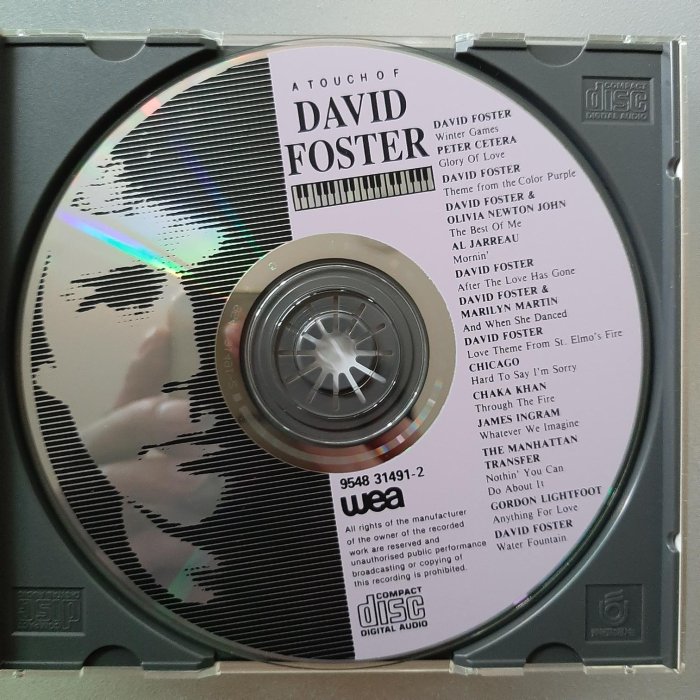 A TOUCH OF
DAVID
FOSTER
DAVID FOSTER
Winter Games
PETER CETERA
Glory Of Love
DAVID FOSTER
Theme from the Color Purple
DAVID FOSTER &
OLIVIA NEWTON JOHN
The Best Of Me
AL JARREAU
Mornin'
DAVID FOSTER
After The Love Has Gone
DAVID FOSTER &
MARILYN MARTIN
And When She Danced
DAVID FOSTER
Love Theme From St. Elmo's Fire
CHICAGO
Hard To Say I'm Sorry
CHAKA KHAN
Through The Fire
JAMES INGRAM
Whatever We Imagine
THE MANHATTAN
TRANSFER
Nothin' You Can
Do About It
GORDON LIGHTFOOT
Anything For Love
DAVID FOSTER
Water Fountain
9548 31491-2
wea
All rights of the manufacturer
of the owner of the recorded
work are reserved and
unauthorised public performance
broadcasting or copying of
this recording is prohibited.
COMPACT
disc
DIGITAL AUDIO
COMPACT
disc
DIGITAL AUDIO